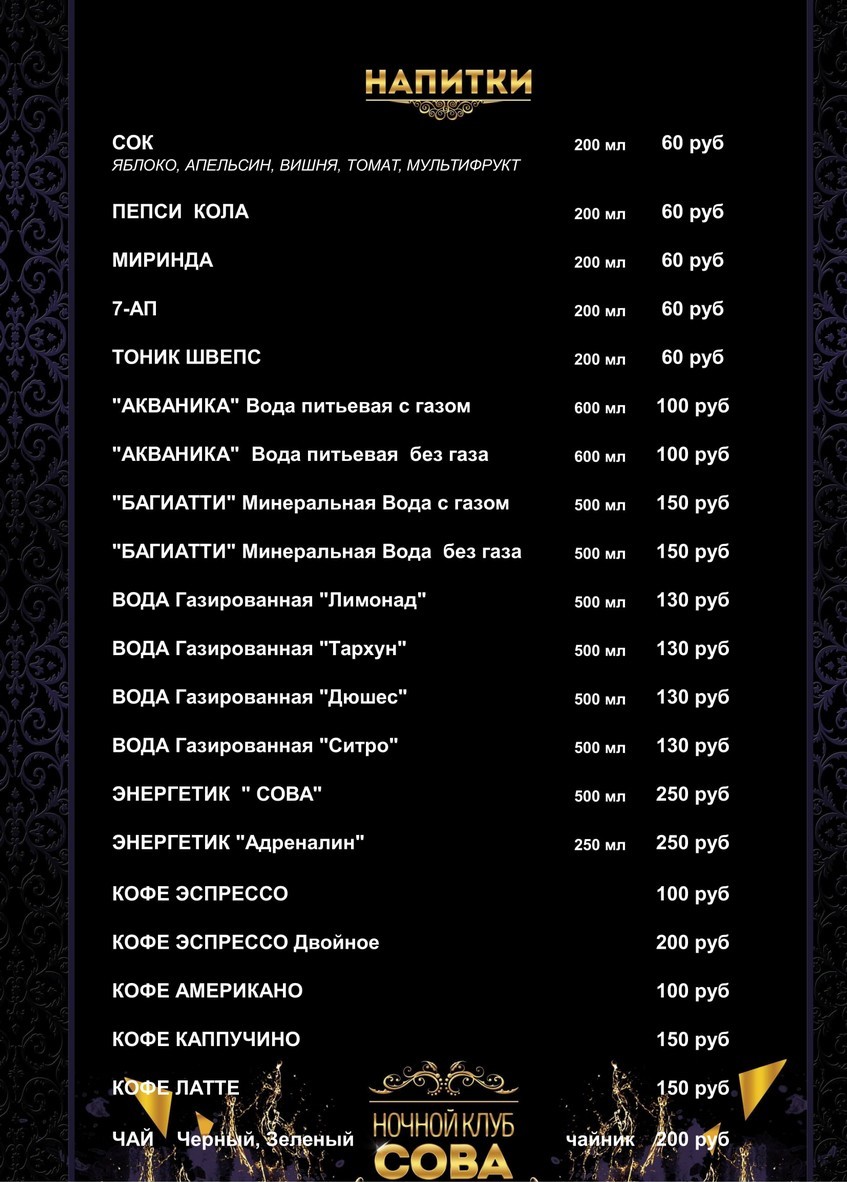 НАПИТКИ
СОК 200 мл 60 руб
ЯБЛОКО, АПЕЛЬСИН, ВИШНЯ, ТОМАТ, МУЛЬТИФРУКТ
ПЕПСИ КОЛА 200 мл 60 руб
МИРИНДА 200 мл 60 руб
7-АП 200 мл 60 руб
ТОНИК ШВЕПС 200 мл 60 руб
"АКВАНИКА" Вода питьевая с газом 600 мл 100 руб
"АКВАНИКА" Вода питьевая без газа 600 мл 100 руб
"БАГИАТТИ" Минеральная Вода с газом 500 мл 150 руб
"БАГИАТТИ" Минеральная Вода без газа 500 мл 150 руб
ВОДА Газированная "Лимонад" 500 мл 130 руб
ВОДА Газированная "Тархун" 500 мл 130 руб
ВОДА Газированная "Дюшес" 500 мл 130 руб
ВОДА Газированная "Ситро" 500 мл 130 руб
ЭНЕРГЕТИК " СОВА" 500 мл 250 руб
ЭНЕРГЕТИК "Адреналин" 250 мл 250 руб
КОФЕ ЭСПРЕССО 100 руб
КОФЕ ЭСПРЕССО Двойное 200 руб
КОФЕ АМЕРИКАНО 100 руб
КОФЕ КАППУЧИНО 150 руб
КОФЕ ЛАТТЕ 150 руб
ЧАЙ Черный, Зеленый чайник 200 руб
НОЧНОЙ КЛУБ
СОВА